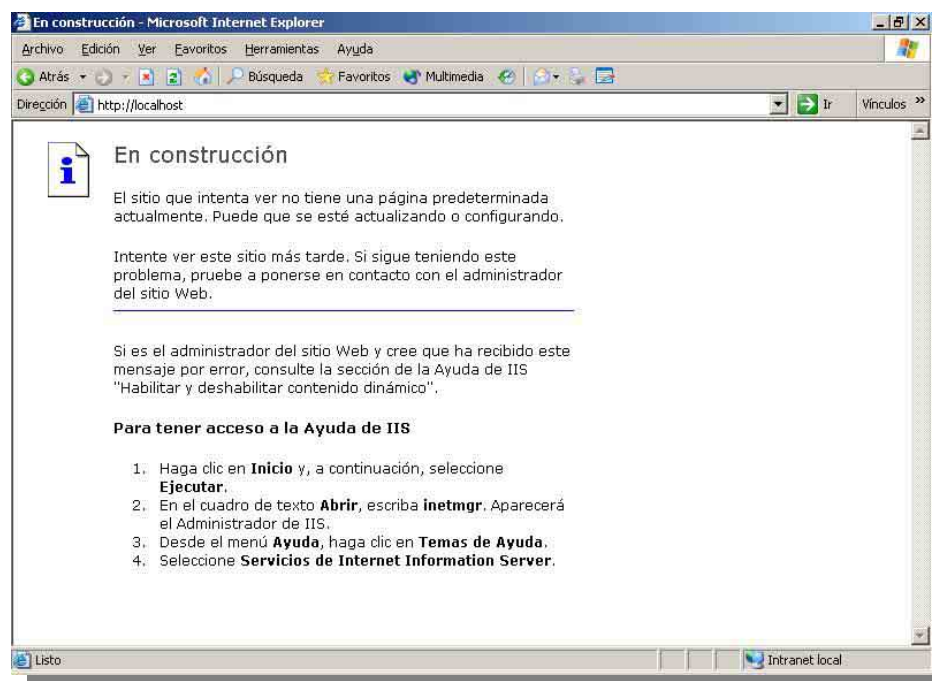 En construcción - Microsoft Internet Explorer
Archivo Edición Ver Favoritos Herramientas Ayuda
Atrás Búsqueda Favoritos Multimedia
Dirección http://localhost Ir Vínculos »
En construcción
El sitio que intenta ver no tiene una página predeterminada
actualmente. Puede que se esté actualizando o configurando.
Intente ver este sitio más tarde. Si sigue teniendo este
problema, pruebe a ponerse en contacto con el administrador
del sitio Web.
Si es el administrador del sitio Web y cree que ha recibido este
mensaje por error, consulte la sección de la Ayuda de IIS
"Habilitar y deshabilitar contenido dinámico".
Para tener acceso a la Ayuda de IIS
1. Haga clic en Inicio y, a continuación, seleccione
Ejecutar.
2. En el cuadro de texto Abrir, escriba inetmgr. Aparecerá
el Administrador de IIS.
3. Desde el menú Ayuda, haga clic en Temas de Ayuda.
4. Seleccione Servicios de Internet Information Server.
Listo Intranet local